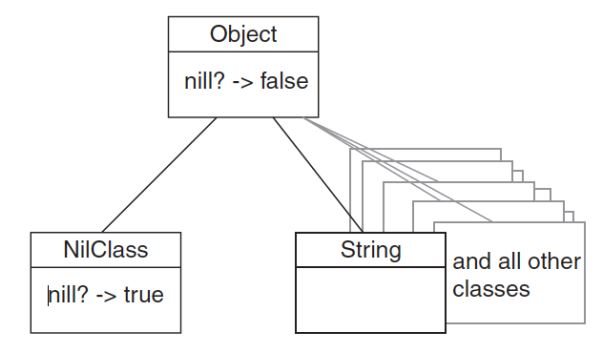 Object
nill? -> false
NilClass
nill? -> true
String
and all other
classes